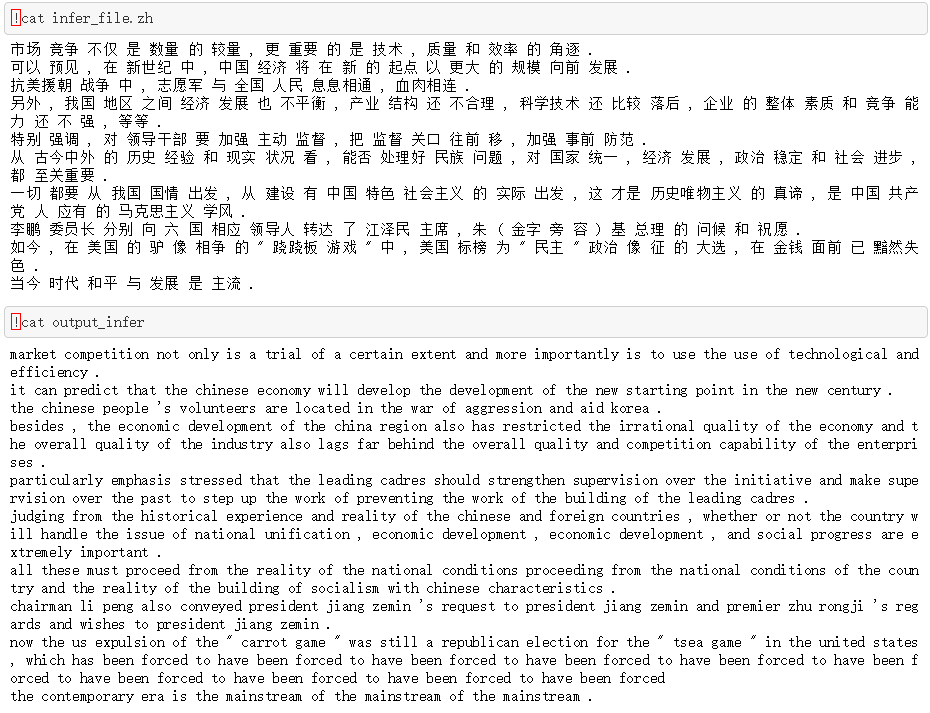 !cat infer_file.zh
市场 竞争 不仅 是 数量 的 较量 , 更 重要 的 是 技术 , 质量 和 效率 的 角逐 .
可以 预见 , 在 新世纪 中 , 中国 经济 将 在 新 的 起点 以 更大 的 规模 向前 发展 .
抗美援朝 战争 中 , 志愿军 与 全国 人民 息息相通 , 血肉相连 .
另外 , 我国 地区 之间 经济 发展 也 不平衡 , 产业 结构 还 不合理 , 科学技术 还 比较 落后 , 企业 的 整体 素质 和 竞争 能
力 还 不 强 , 等等 .
特别 强调 , 对 领导干部 要 加强 主动 监督 , 把 监督 关口 往前 移 , 加强 事前 防范 .
从 古今中外 的 历史 经验 和 现实 状况 看 , 能否 处理好 民族 问题 , 对 国家 统一 , 经济 发展 , 政治 稳定 和 社会 进步 ,
都 至关重要 .
一切 都要 从 我国 国情 出发 , 从 建设 有 中国 特色 社会主义 的 实际 出发 , 这 才是 历史唯物主义 的 真谛 , 是 中国 共产
党 人 应有 的 马克思主义 学风 .
李鹏 委员长 分别 向 六 国 相应 领导人 转达 了 江泽民 主席 , 朱 ( 金字 旁 容 ) 基 总理 的 问候 和 祝愿 .
如今 , 在 美国 的 驴 像 相争 的 " 跷跷板 游戏 " 中 , 美国 标榜 为 " 民主 " 政治 像 征 的 大选 , 在 金钱 面前 已 黯然失
色 .
当今 时代 和平 与 发展 是 主流 .
!cat output_infer
market competition not only is a trial of a certain extent and more importantly is to use the use of technological and
efficiency .
it can predict that the chinese economy will develop the development of the new starting point in the new century .
the chinese people 's volunteers are located in the war of aggression and aid korea .
besides , the economic development of the china region also has restricted the irrational quality of the economy and t
he overall quality of the industry also lags far behind the overall quality and competition capability of the enterpri
ses .
particularly emphasis stressed that the leading cadres should strengthen supervision over the initiative and make supe
rvision over the past to step up the work of preventing the work of the building of the leading cadres .
judging from the historical experience and reality of the chinese and foreign countries , whether or not the country w
ill handle the issue of national unification , economic development , economic development , and social progress are e
xtremely important .
all these must proceed from the reality of the national conditions proceeding from the national conditions of the coun
try and the reality of the building of socialism with chinese characteristics .
chairman li peng also conveyed president jiang zemin 's request to president jiang zemin and premier zhu rongji 's reg
ards and wishes to president jiang zemin .
now the us expulsion of the " carrot game " was still a republican election for the " tsea game " in the united states
, which has been forced to have been forced to have been forced to have been forced to have been forced to have been f
orced to have been forced to have been forced to have been forced to have been forced
the contemporary era is the mainstream of the mainstream of the mainstream .